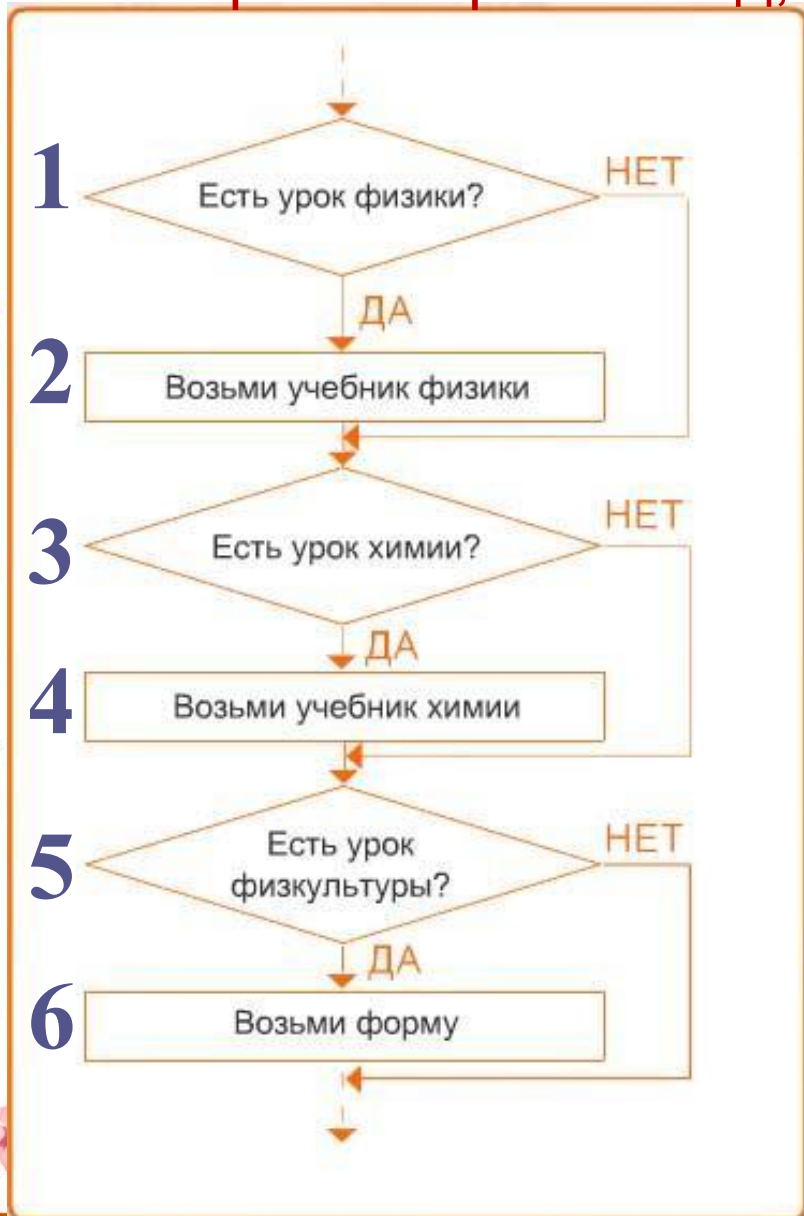 1
Есть урок физики?
НЕТ
ДА
2
Возьми учебник физики
3
Есть урок химии?
НЕТ
ДА
4
Возьми учебник химии
5
Есть урок
физкультуры?
НЕТ
ДА
6
Возьми форму